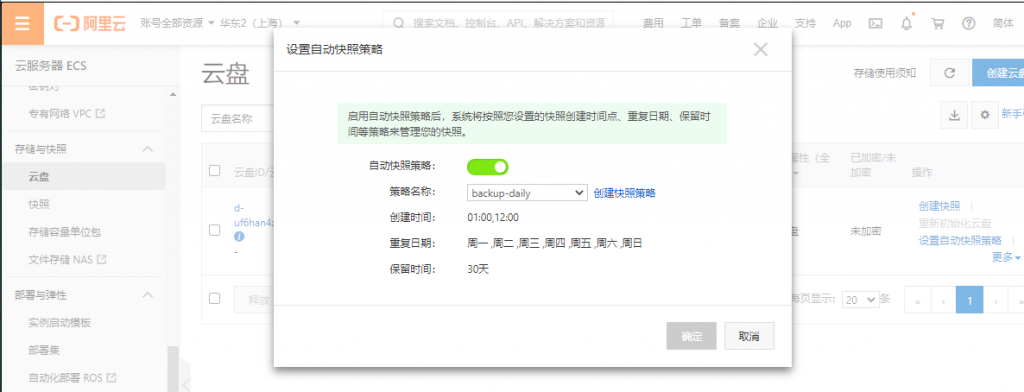 阿里云
账号全部资源
华东2（上海）
搜索文档、控制台、API、解决方案和资源
费用
工单
备案
企业
支持
App
简体
云服务器 ECS
密钥对
专有网络 VPC
存储与快照
云盘
快照
存储容量单位包
文件存储 NAS
部署与弹性
实例启动模板
部署集
自动化部署 ROS
云盘
存储使用须知
创建云盘
云盘名称
云盘ID/
d-
uf6han4
-
释放
设置自动快照策略
启用自动快照策略后，系统将按照您设置的快照创建时间点、重复日期、保留时
间等策略来管理您的快照。
自动快照策略：
策略名称：
backup-daily
创建快照策略
创建时间：
01:00,12:00
重复日期：
周一 ,周二 ,周三 ,周四 ,周五 ,周六 ,周日
保留时间：
30天
确定
取消
新手
属性（全
已加密/未
加密
操作
盘
未加密
创建快照
重新初始化云盘
设置自动快照策略
更多
每页显示：
20
条
«
‹
1
›
»